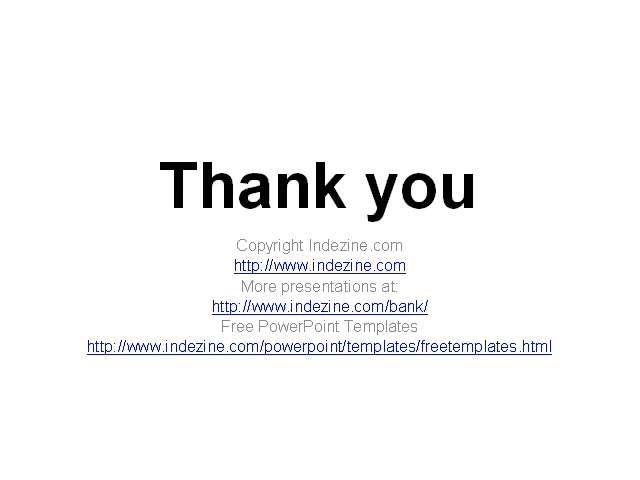 Thank you
Copyright Indezine.com
http://www.indezine.com
More presentations at:
http://www.indezine.com/bank/
Free PowerPoint Templates
http://www.indezine.com/powerpoint/templates/freetemplates.html